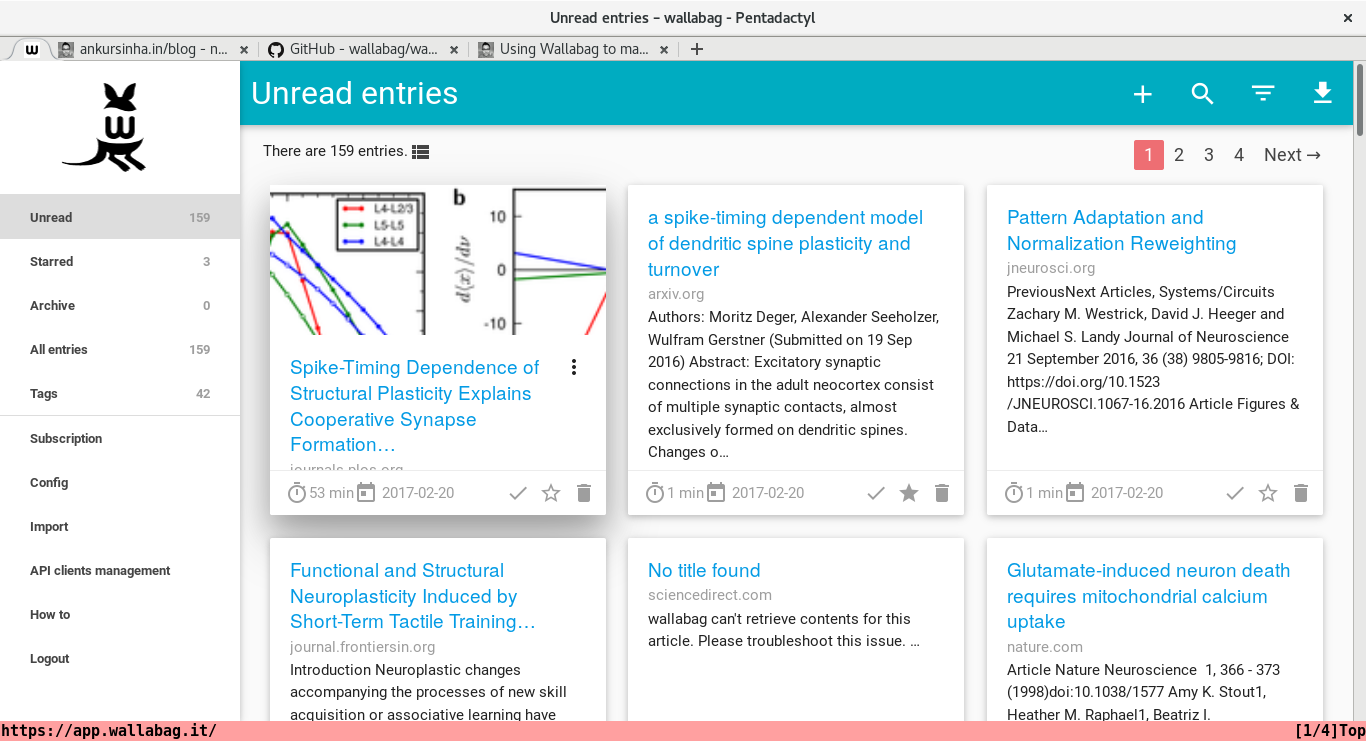 Unread entries – wallabag - Pentadactyl
ankursinha.in/blog - n...
GitHub - wallabag/wa...
Using Wallabag to ma...
w
Unread 159
Starred 3
Archive 0
All entries 159
Tags 42
Subscription
Config
Import
API clients management
How to
Logout
Unread entries
There are 159 entries.
1 2 3 4 Next →
L4-L2/3
L5-L5
L4-L4
b
10
0
-10
d⟨x⟩/dν
Spike-Timing Dependence of
Structural Plasticity Explains
Cooperative Synapse
Formation…
journals.plos.org
53 min 2017-02-20
a spike-timing dependent model
of dendritic spine plasticity and
turnover
arxiv.org
Authors: Moritz Deger, Alexander Seeholzer,
Wulfram Gerstner (Submitted on 19 Sep
2016) Abstract: Excitatory synaptic
connections in the adult neocortex consist
of multiple synaptic contacts, almost
exclusively formed on dendritic spines.
Changes o…
1 min 2017-02-20
Pattern Adaptation and
Normalization Reweighting
jneurosci.org
PreviousNext Articles, Systems/Circuits
Zachary M. Westrick, David J. Heeger and
Michael S. Landy Journal of Neuroscience
21 September 2016, 36 (38) 9805-9816; DOI:
https://doi.org/10.1523
/JNEUROSCI.1067-16.2016 Article Figures &
Data…
1 min 2017-02-20
Functional and Structural
Neuroplasticity Induced by
Short-Term Tactile Training…
journal.frontiersin.org
Introduction Neuroplastic changes
accompanying the processes of new skill
acquisition or associative learning have
No title found
sciencedirect.com
wallabag can't retrieve contents for this
article. Please troubleshoot this issue. …
Glutamate-induced neuron death
requires mitochondrial calcium
uptake
nature.com
Article Nature Neuroscience 1, 366 - 373
(1998)doi:10.1038/1577 Amy K. Stout1,
Heather M. Raphael1, Beatriz I.
https://app.wallabag.it/
[1/4]Top